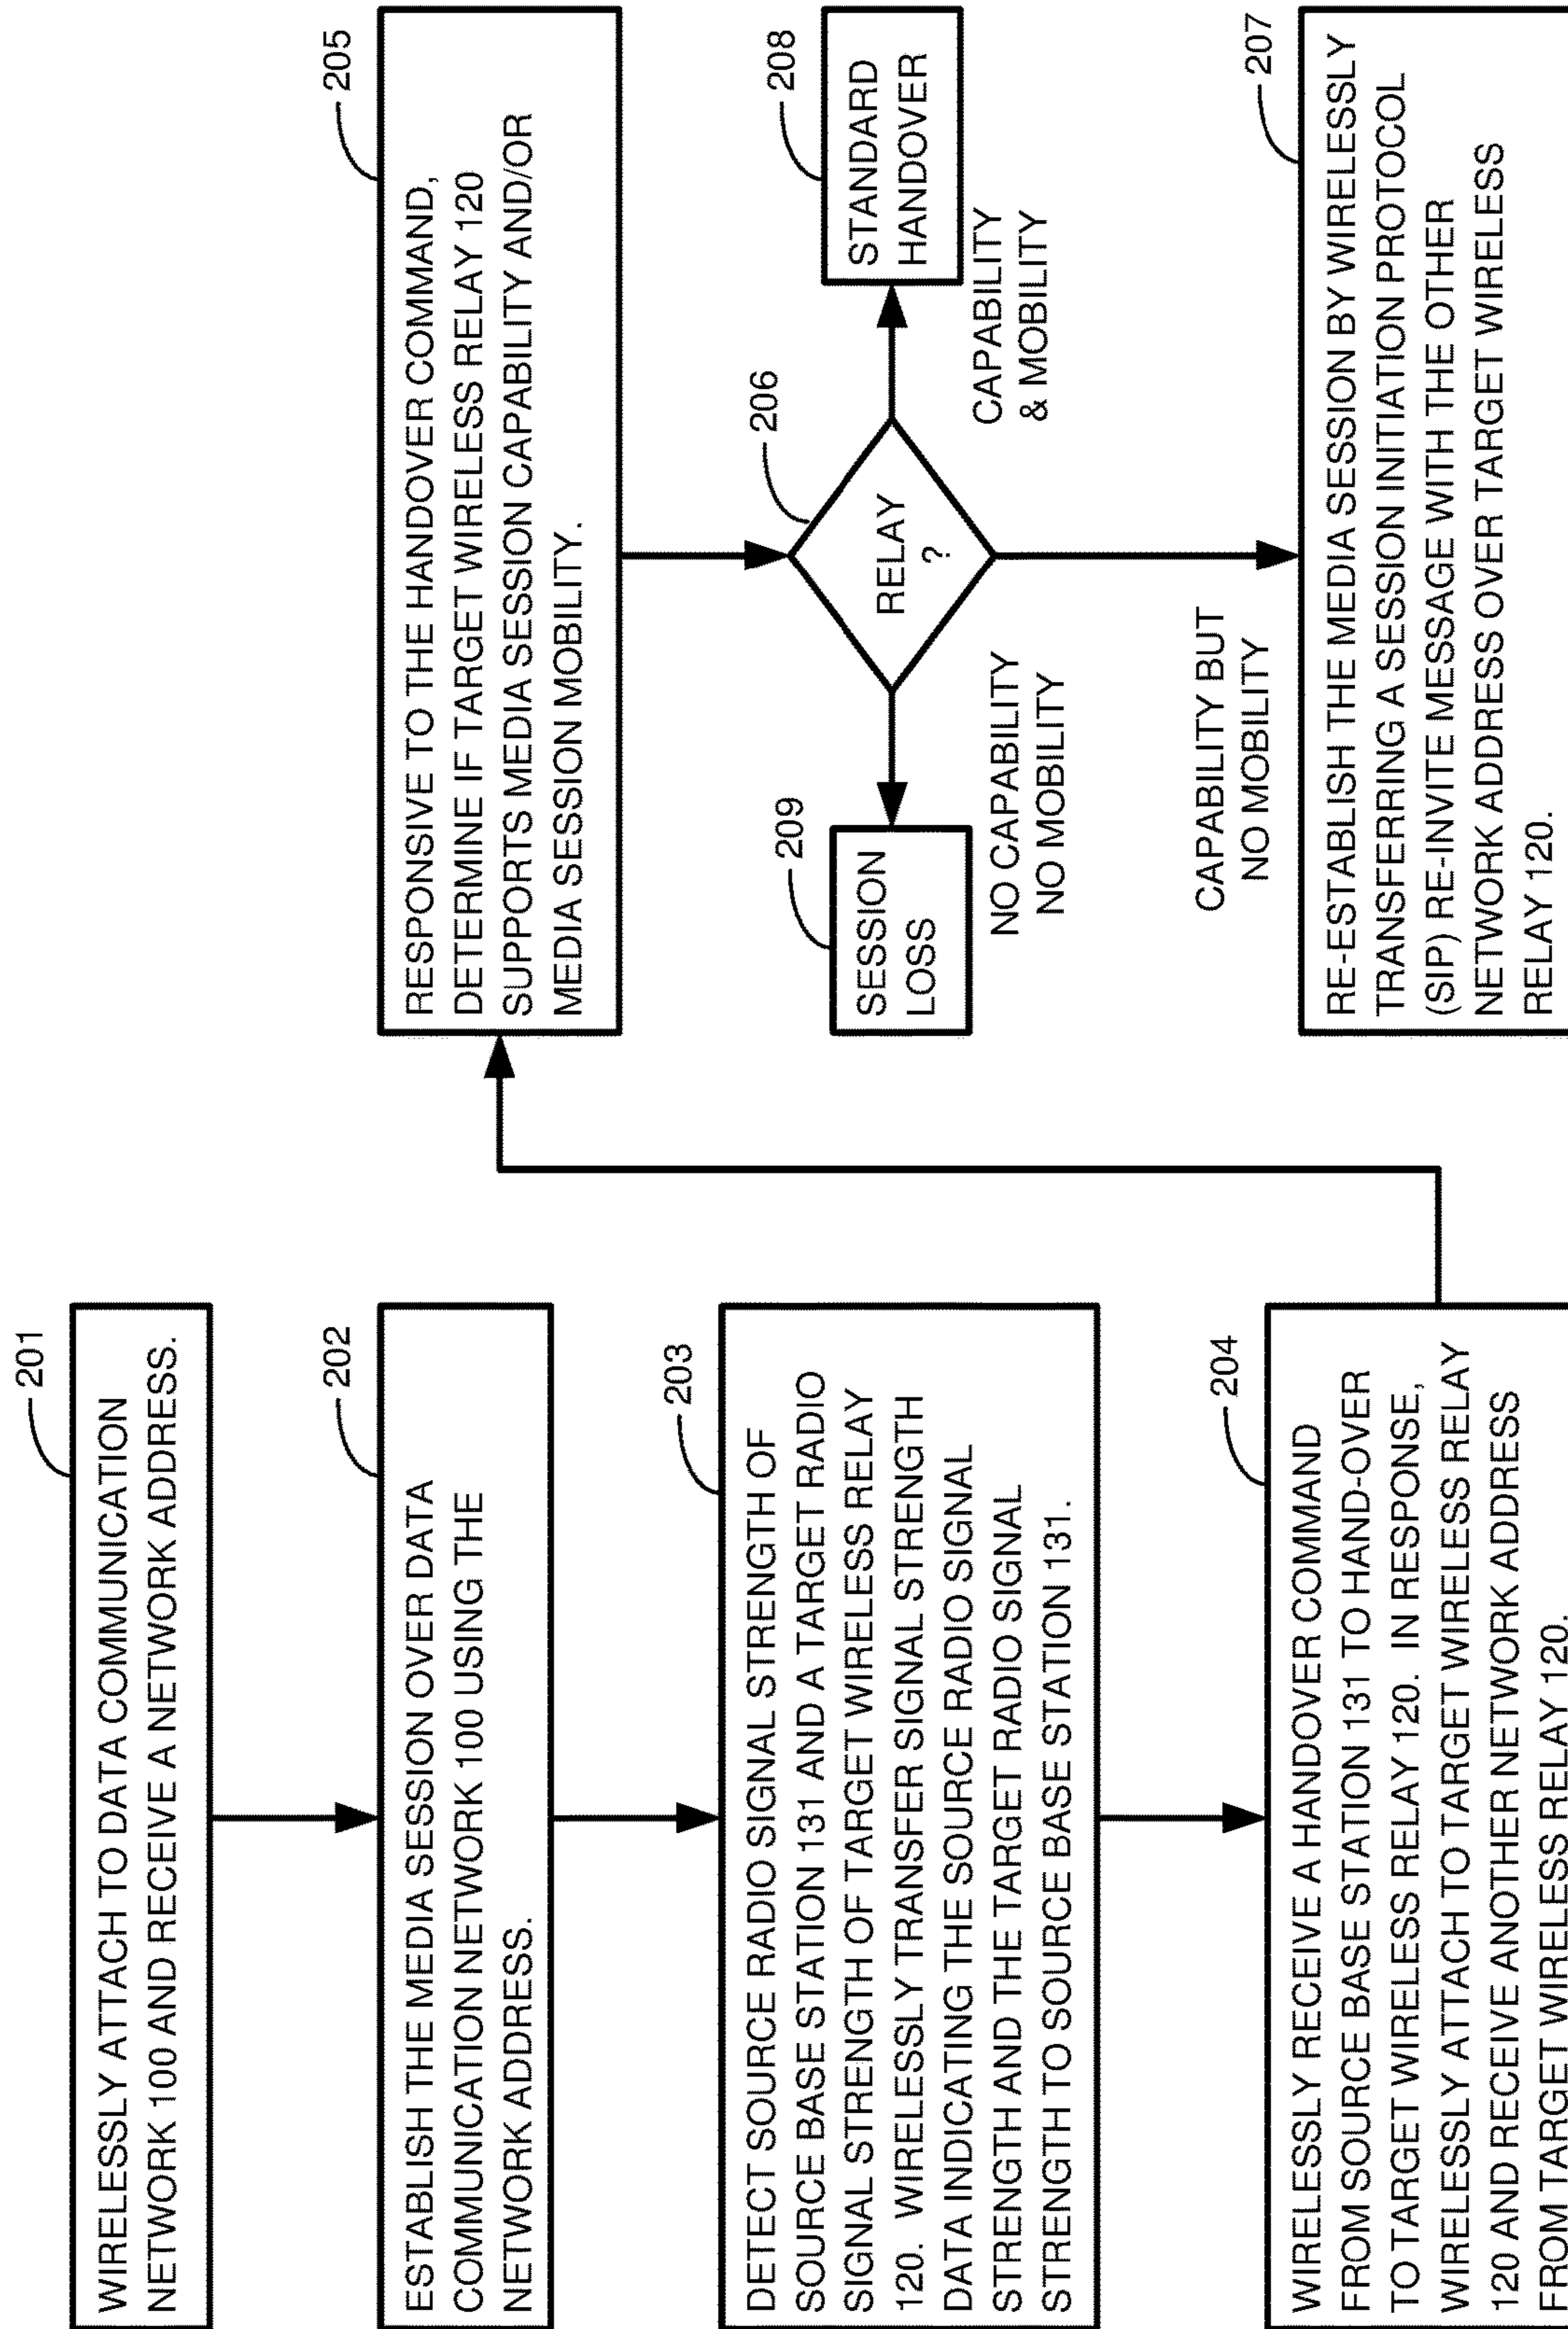 201
WIRELESSLY ATTACH TO DATA COMMUNICATION
NETWORK 100 AND RECEIVE A NETWORK ADDRESS.
202
ESTABLISH THE MEDIA SESSION OVER DATA
COMMUNICATION NETWORK 100 USING THE
NETWORK ADDRESS.
203
DETECT SOURCE RADIO SIGNAL STRENGTH OF
SOURCE BASE STATION 131 AND A TARGET RADIO
SIGNAL STRENGTH OF TARGET WIRELESS RELAY
120. WIRELESSLY TRANSFER SIGNAL STRENGTH
DATA INDICATING THE SOURCE RADIO SIGNAL
STRENGTH AND THE TARGET RADIO SIGNAL
STRENGTH TO SOURCE BASE STATION 131.
204
WIRELESSLY RECEIVE A HANDOVER COMMAND
FROM SOURCE BASE STATION 131 TO HAND-OVER
TO TARGET WIRELESS RELAY 120. IN RESPONSE,
WIRELESSLY ATTACH TO TARGET WIRELESS RELAY
120 AND RECEIVE ANOTHER NETWORK ADDRESS
FROM TARGET WIRELESS RELAY 120.
205
RESPONSIVE TO THE HANDOVER COMMAND,
DETERMINE IF TARGET WIRELESS RELAY 120
SUPPORTS MEDIA SESSION CAPABILITY AND/OR
MEDIA SESSION MOBILITY.
206
RELAY
?
209
SESSION
LOSS
NO CAPABILITY
NO MOBILITY
208
STANDARD
HANDOVER
CAPABILITY
& MOBILITY
CAPABILITY BUT
NO MOBILITY
207
RE-ESTABLISH THE MEDIA SESSION BY WIRELESSLY
TRANSFERRING A SESSION INITIATION PROTOCOL
(SIP) RE-INVITE MESSAGE WITH THE OTHER
NETWORK ADDRESS OVER TARGET WIRELESS
RELAY 120.